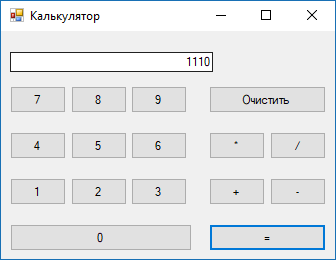 Калькулятор
1110
7 8 9 Очистить
4 5 6 * /
1 2 3 + -
0 =